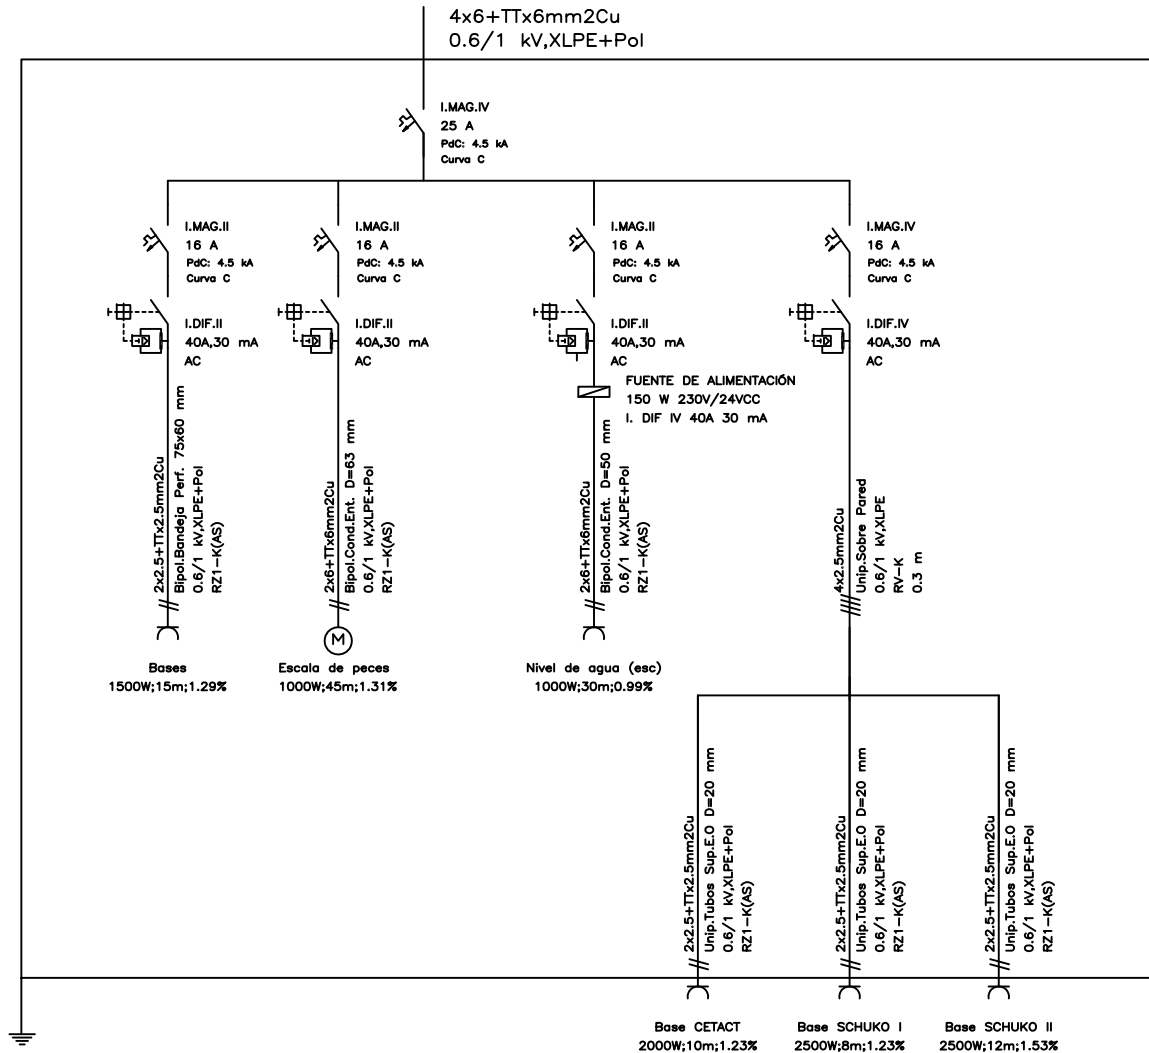 4x6+TTx6mm2Cu
0.6/1 kV,XLPE+Pol
I.MAG.IV
25 A
PdC: 4.5 kA
Curva C
I.MAG.II
16 A
PdC: 4.5 kA
Curva C
I.MAG.II
16 A
PdC: 4.5 kA
Curva C
I.MAG.II
16 A
PdC: 4.5 kA
Curva C
I.MAG.IV
16 A
PdC: 4.5 kA
Curva C
I.DIF.II
40A,30 mA
AC
I.DIF.II
40A,30 mA
AC
I.DIF.II
40A,30 mA
AC
I.DIF.IV
40A,30 mA
AC
FUENTE DE ALIMENTACIÓN
150 W 230V/24VCC
I. DIF IV 40A 30 mA
2x2.5+TTx2.5mm2Cu
Bipol.Bandeja Perf. 75x60 mm
0.6/1 kV,XLPE+Pol
RZ1-K(AS)
2x6+TTx6mm2Cu
Bipol.Cond.Ent. D=63 mm
0.6/1 kV,XLPE+Pol
RZ1-K(AS)
2x6+TTx6mm2Cu
Bipol.Cond.Ent. D=50 mm
0.6/1 kV,XLPE+Pol
RZ1-K(AS)
4x2.5mm2Cu
Unip.Sobre Pared
0.6/1 kV,XLPE
RV-K
0.3 m
M
Bases
1500W;15m;1.29%
Escala de peces
1000W;45m;1.31%
Nivel de agua (esc)
1000W;30m;0.99%
2x2.5+TTx2.5mm2Cu
Unip.Tubos Sup.E.O D=20 mm
0.6/1 kV,XLPE+Pol
RZ1-K(AS)
2x2.5+TTx2.5mm2Cu
Unip.Tubos Sup.E.O D=20 mm
0.6/1 kV,XLPE+Pol
RZ1-K(AS)
2x2.5+TTx2.5mm2Cu
Unip.Tubos Sup.E.O D=20 mm
0.6/1 kV,XLPE+Pol
RZ1-K(AS)
Base CETACT
2000W;10m;1.23%
Base SCHUKO I
2500W;8m;1.23%
Base SCHUKO II
2500W;12m;1.53%